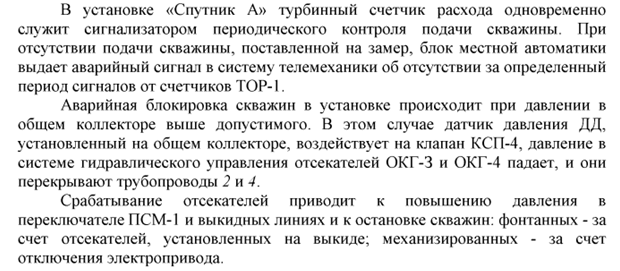 В установке «Спутник А» турбинный счетчик расхода одновременно
служит сигнализатором периодического контроля подачи скважины. При
отсутствии подачи скважины, поставленной на замер, блок местной автоматики
выдает аварийный сигнал в систему телемеханики об отсутствии за определенный
период сигналов от счетчиков ТОР-1.
Аварийная блокировка скважин в установке происходит при давлении в
общем коллекторе выше допустимого. В этом случае датчик давления ДД,
установленный на общем коллекторе, воздействует на клапан КСП-4, давление в
системе гидравлического управления отсекателей ОКГ-З и ОКГ-4 падает, и они
перекрывают трубопроводы 2 и 4.
Срабатывание отсекателей приводит к повышению давления в
переключателе ПСМ-1 и выкидных линиях и к остановке скважин: фонтанных - за
счет отсекателей, установленных на выкиде; механизированных - за счет
отключения электропривода.